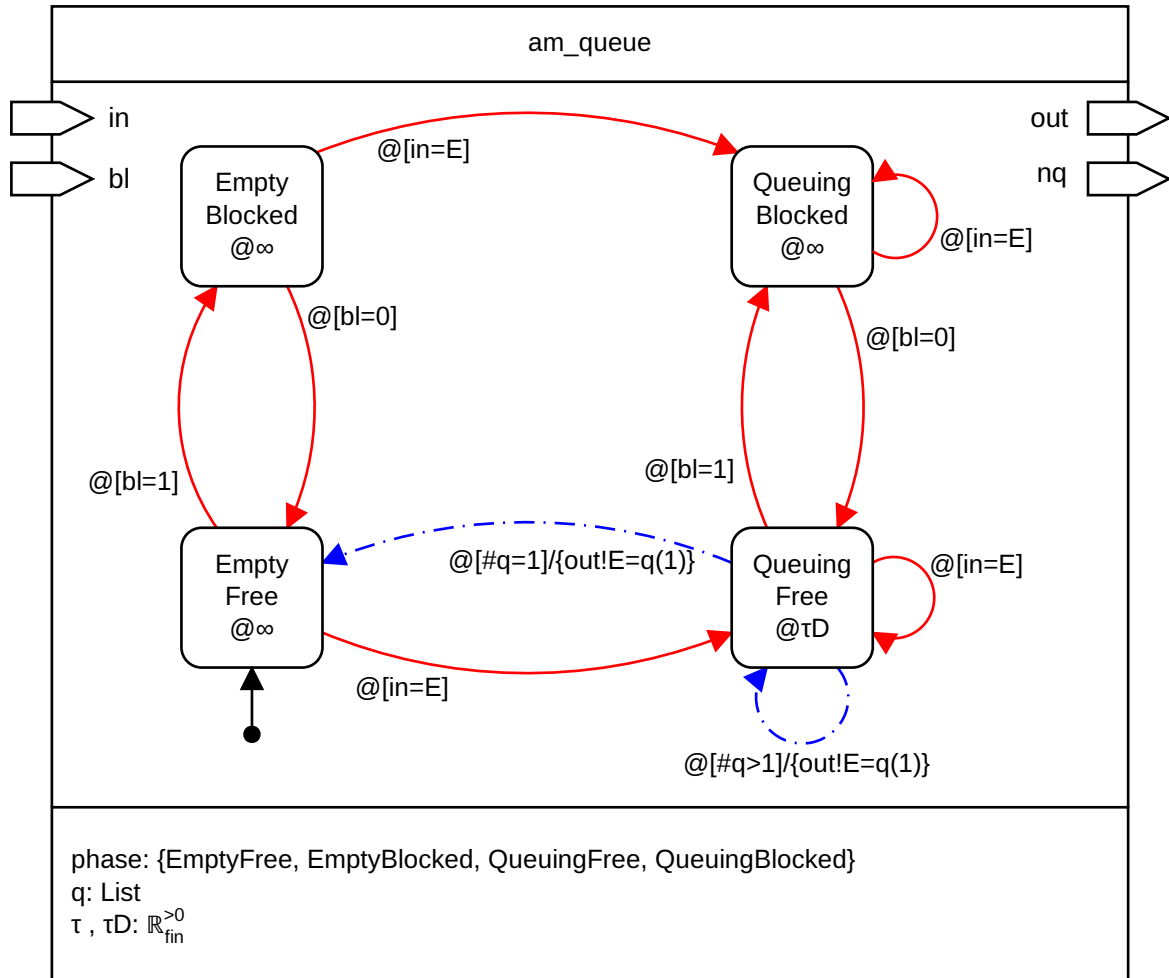 am_queue
in
bl
out
nq
@[in=E]
Empty
Blocked
@∞
Queuing
Blocked
@∞
@[in=E]
@[bl=0]
@[bl=0]
@[bl=1]
@[bl=1]
@[#q=1]/{out!E=q(1)}
Empty
Free
@∞
Queuing
Free
@τD
@[in=E]
@[in=E]
@[#q>1]/{out!E=q(1)}
phase: {EmptyFree, EmptyBlocked, QueuingFree, QueuingBlocked}
q: List
τ , τD: ℝ>0fin